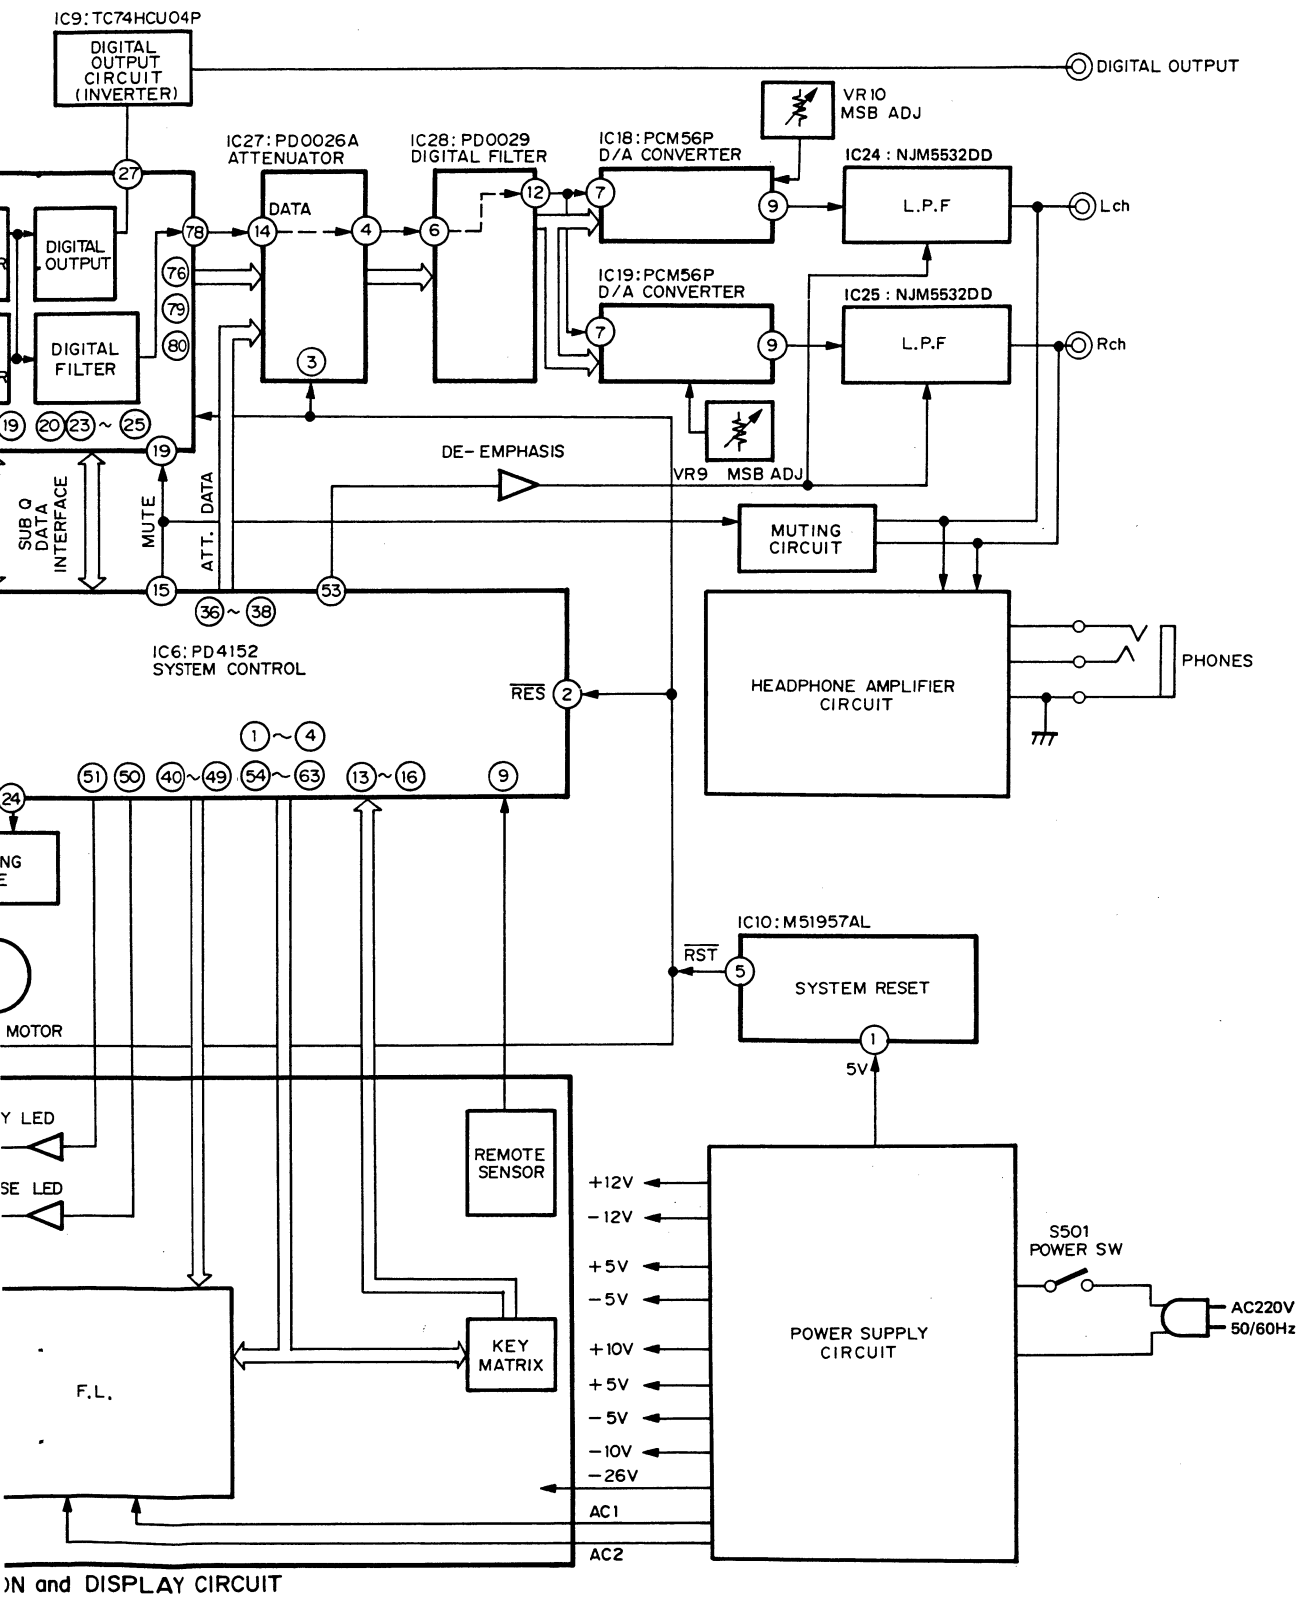 IC9:TC74HCU04P
DIGITAL
OUTPUT
CIRCUIT
(INVERTER)
DIGITAL OUTPUT
VR10
MSB ADJ
IC27:PD0026A
ATTENUATOR
IC28:PD0029
DIGITAL FILTER
IC18:PCM56P
D/A CONVERTER
IC24:NJM5532DD
27
DATA
12
7
9
L.P.F
Lch
DIGITAL
OUTPUT
78
14
4
6
76
79
80
IC19:PCM56P
D/A CONVERTER
IC25:NJM5532DD
7
9
L.P.F
Rch
R
R
DIGITAL
FILTER
3
19
20
23
~
25
19
DE-EMPHASIS
VR9 MSB ADJ
SUB Q
DATA
INTERFACE
MUTE
ATT. DATA
MUTING
CIRCUIT
15
36
~
38
53
IC6:PD4152
SYSTEM CONTROL
RES
2
HEADPHONE AMPLIFIER
CIRCUIT
PHONES
1
~
4
51
50
40
~
49
54
~
63
13
~
16
9
24
NG
E
IC10:M51957AL
RST
5
SYSTEM RESET
1
5V
MOTOR
Y LED
SE LED
REMOTE
SENSOR
+12V
-12V
+5V
-5V
+10V
+5V
-5V
-10V
-26V
AC1
AC2
S501
POWER SW
AC220V
50/60Hz
POWER SUPPLY
CIRCUIT
KEY
MATRIX
F.L.
ON and DISPLAY CIRCUIT